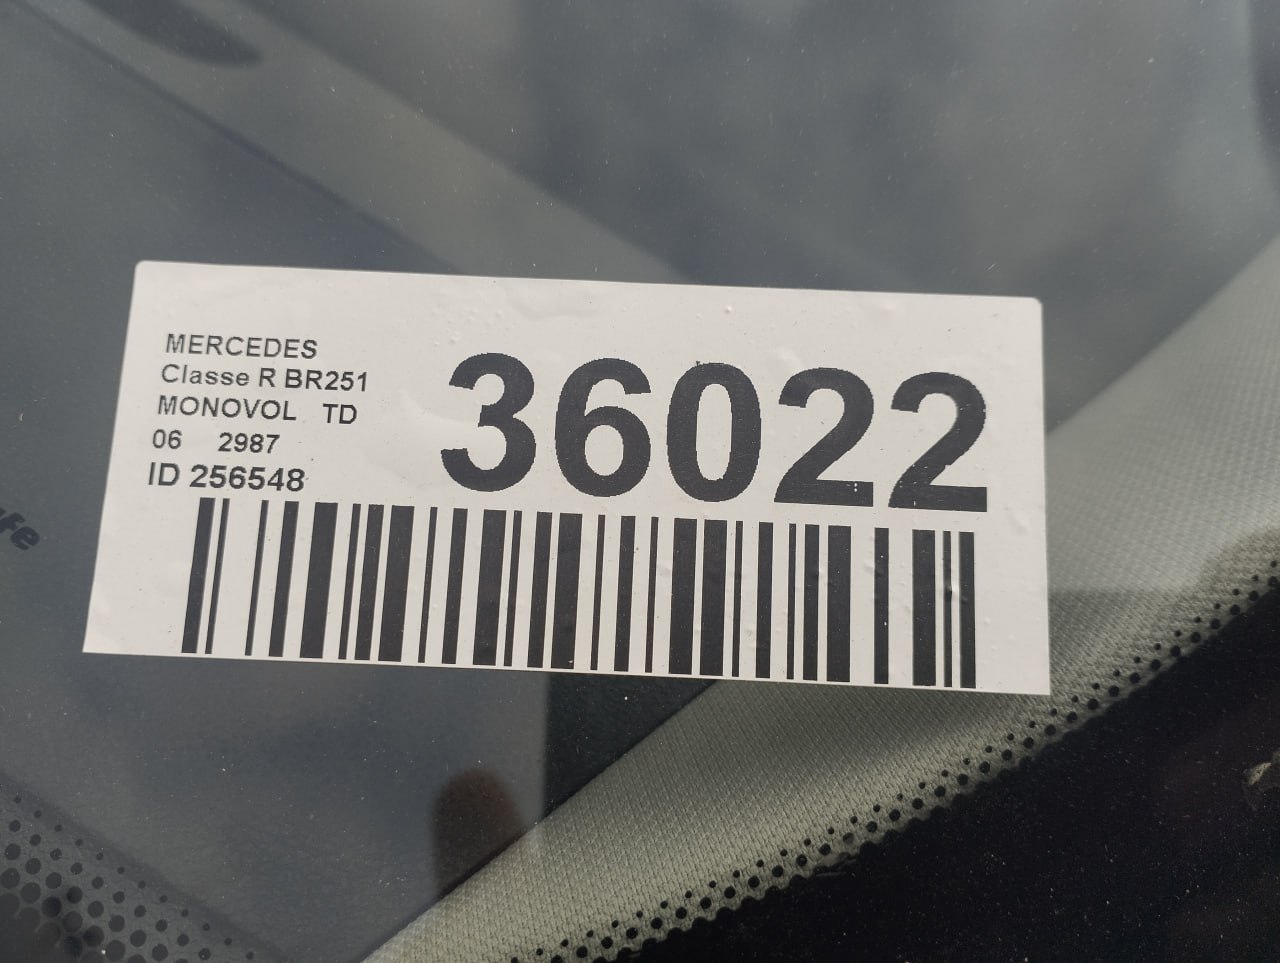 MERCEDES
Classe R BR251
MONOVOL TD
06 2987
ID 256548
36022